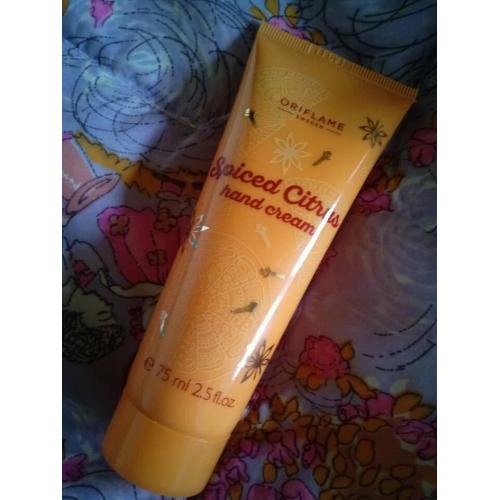 ORIFLAME
SWEDEN
Spiced Citrus
hand cream
e 75 ml 2.5 fl.oz